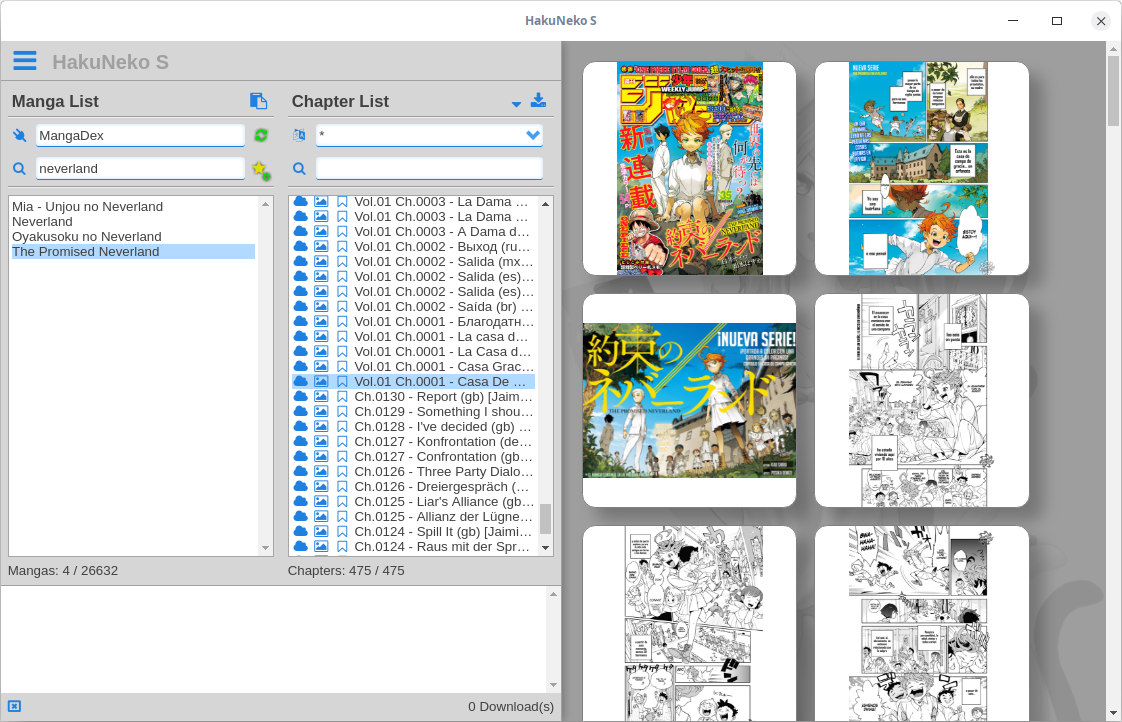 HakuNeko S
HakuNeko S
Manga List
Chapter List
MangaDex
*
neverland
Mia - Unjou no Neverland
Neverland
Oyakusoku no Neverland
The Promised Neverland
Vol.01 Ch.0003 - La Dama ...
Vol.01 Ch.0003 - La Dama ...
Vol.01 Ch.0003 - A Dama d...
Vol.01 Ch.0002 - Выход (ru...
Vol.01 Ch.0002 - Salida (mx...
Vol.01 Ch.0002 - Salida (es)...
Vol.01 Ch.0002 - Salida (es)...
Vol.01 Ch.0002 - Saída (br) ...
Vol.01 Ch.0001 - Благодатн...
Vol.01 Ch.0001 - La casa d...
Vol.01 Ch.0001 - La Casa d...
Vol.01 Ch.0001 - Casa Grac...
Vol.01 Ch.0001 - Casa De ...
Ch.0130 - Report (gb) [Jaim...
Ch.0129 - Something I shou...
Ch.0128 - I've decided (gb) ...
Ch.0127 - Konfrontation (de...
Ch.0127 - Confrontation (gb...
Ch.0126 - Three Party Dialo...
Ch.0126 - Dreiergespräch (...
Ch.0125 - Liar's Alliance (gb...
Ch.0125 - Allianz der Lügne...
Ch.0124 - Spill It (gb) [Jaimi...
Ch.0124 - Raus mit der Spr...
Mangas: 4 / 26632
Chapters: 475 / 475
0 Download(s)
WEEKLY JUMP
新連載
約束の
ネバーランド
NUEVA SERIE
¡NUEVA SERIE!
約束の
ネバーランド
THE PROMISED NEVERLAND